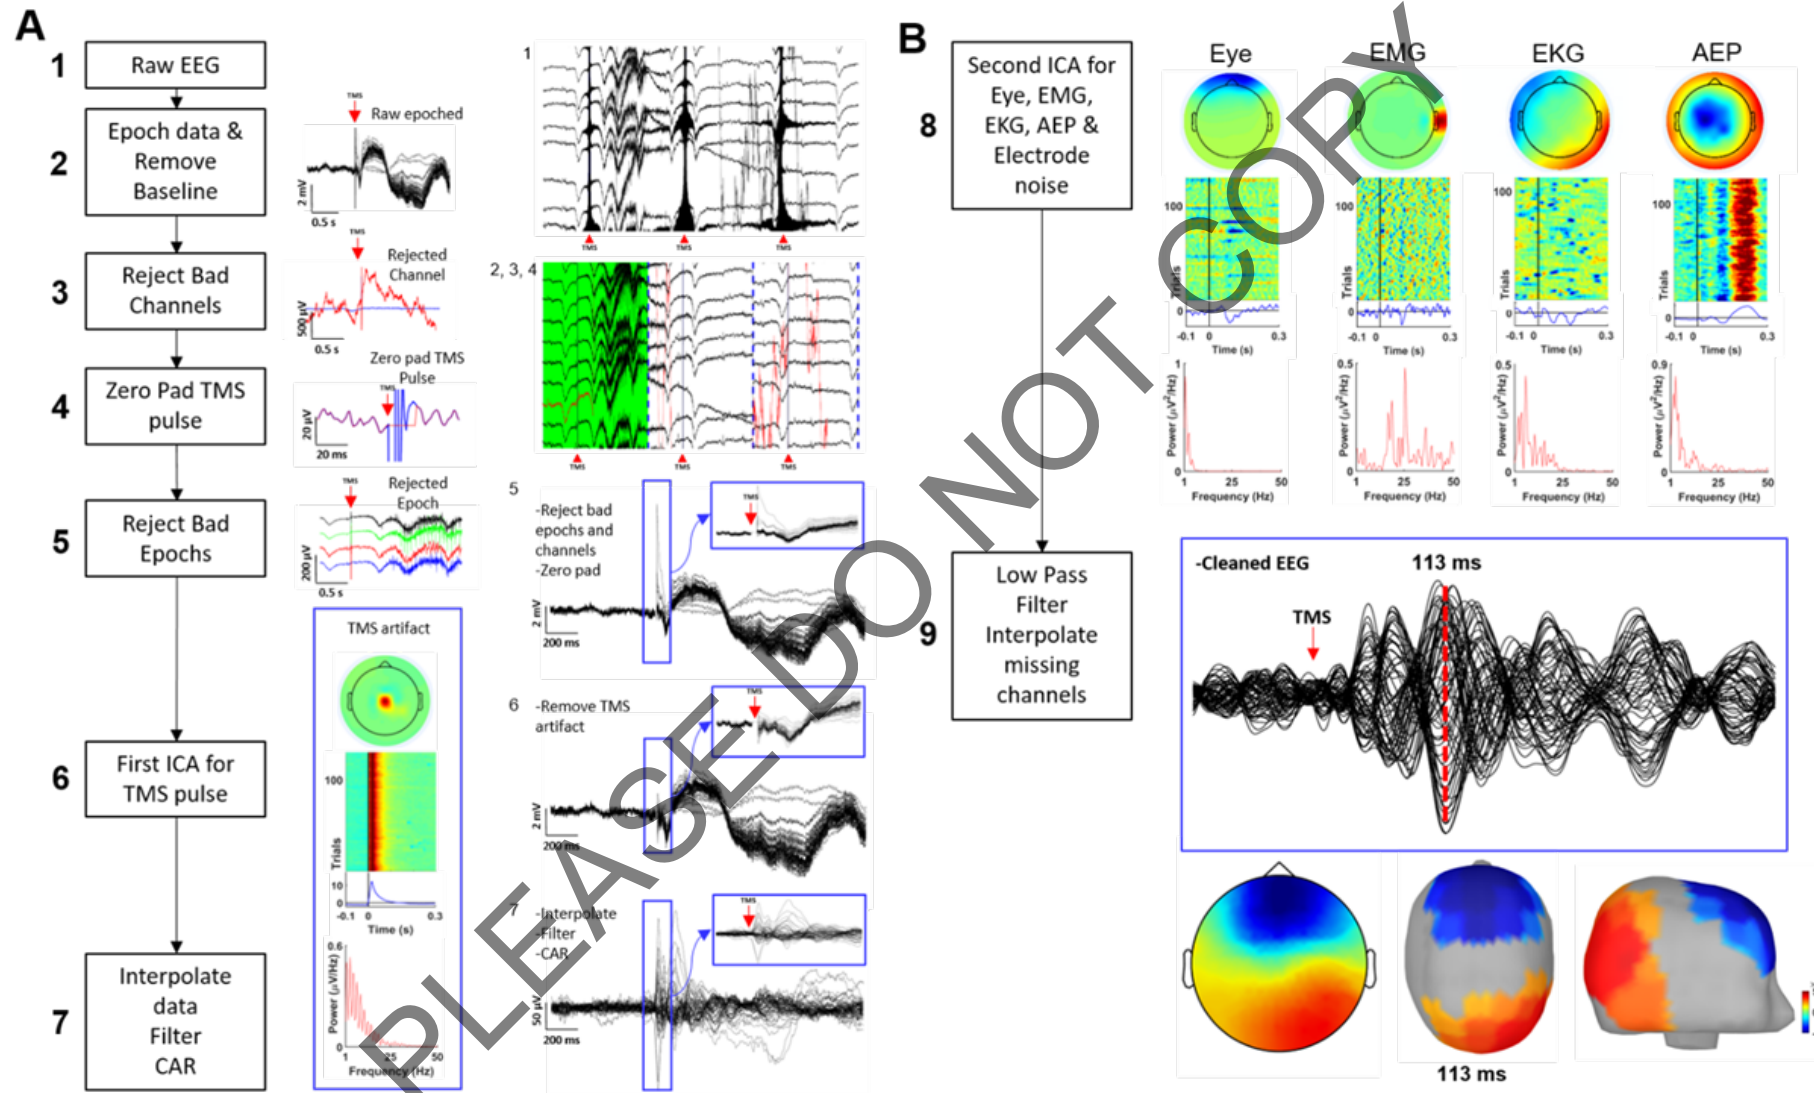 A
1
Raw EEG
2
Epoch data &
Remove
Baseline
3
Reject Bad
Channels
4
Zero Pad TMS
pulse
5
Reject Bad
Epochs
6
First ICA for
TMS pulse
7
Interpolate
data
Filter
CAR
TMS
Raw epoched
2 mV
0.5 s
TMS
Rejected
Channel
500 µV
0.5 s
Zero pad TMS
Pulse
TMS
20 µV
20 ms
TMS
Rejected
Epoch
200 µV
0.5 s
TMS artifact
100
Trials
10
0
-0.1 0 0.3
Time (s)
0.6
Power (µV/Hz)
0
1 25 50
Frequency (Hz)
1
TMS TMS TMS
2, 3, 4
TMS TMS TMS
5
-Reject bad
epochs and
channels
-Zero pad
TMS
2 mV
200 ms
6
-Remove TMS
artifact
TMS
2 mV
200 ms
7
-Interpolate
-Filter
-CAR
TMS
50 µV
200 ms
B
8
Second ICA for
Eye, EMG,
EKG, AEP &
Electrode
noise
9
Low Pass
Filter
Interpolate
missing
channels
Eye EMG EKG AEP
100 100 100 100
Trials Trials Trials Trials
0 0 0 0
-0.1 0 0.3 -0.1 0 0.3 -0.1 0 0.3 -0.1 0 0.3
Time (s) Time (s) Time (s) Time (s)
1 0.5 0.5 0.9
Power (µV²/Hz) Power (µV²/Hz) Power (µV²/Hz) Power (µV²/Hz)
0 0 0 0
1 25 50 1 25 50 1 25 50 1 25 50
Frequency (Hz) Frequency (Hz) Frequency (Hz) Frequency (Hz)
-Cleaned EEG
113 ms
TMS
113 ms
PLEASE DO NOT COPY